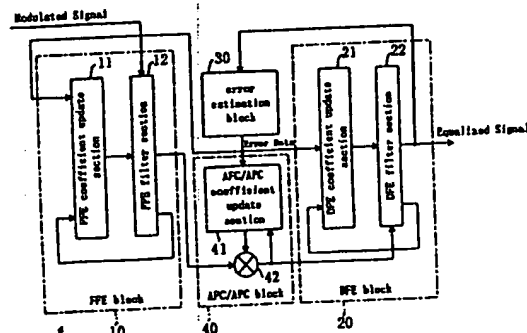 Modulated Signal
11
12
30
21
22
FFE coefficient update section
FFE filter section
error estimation block
Error Data
AFC/APC coefficient update section
DFE coefficient update section
DFE filter section
Equalized Signal
41
42
FFE block
AFC/APC block
DFE block
10
40
20